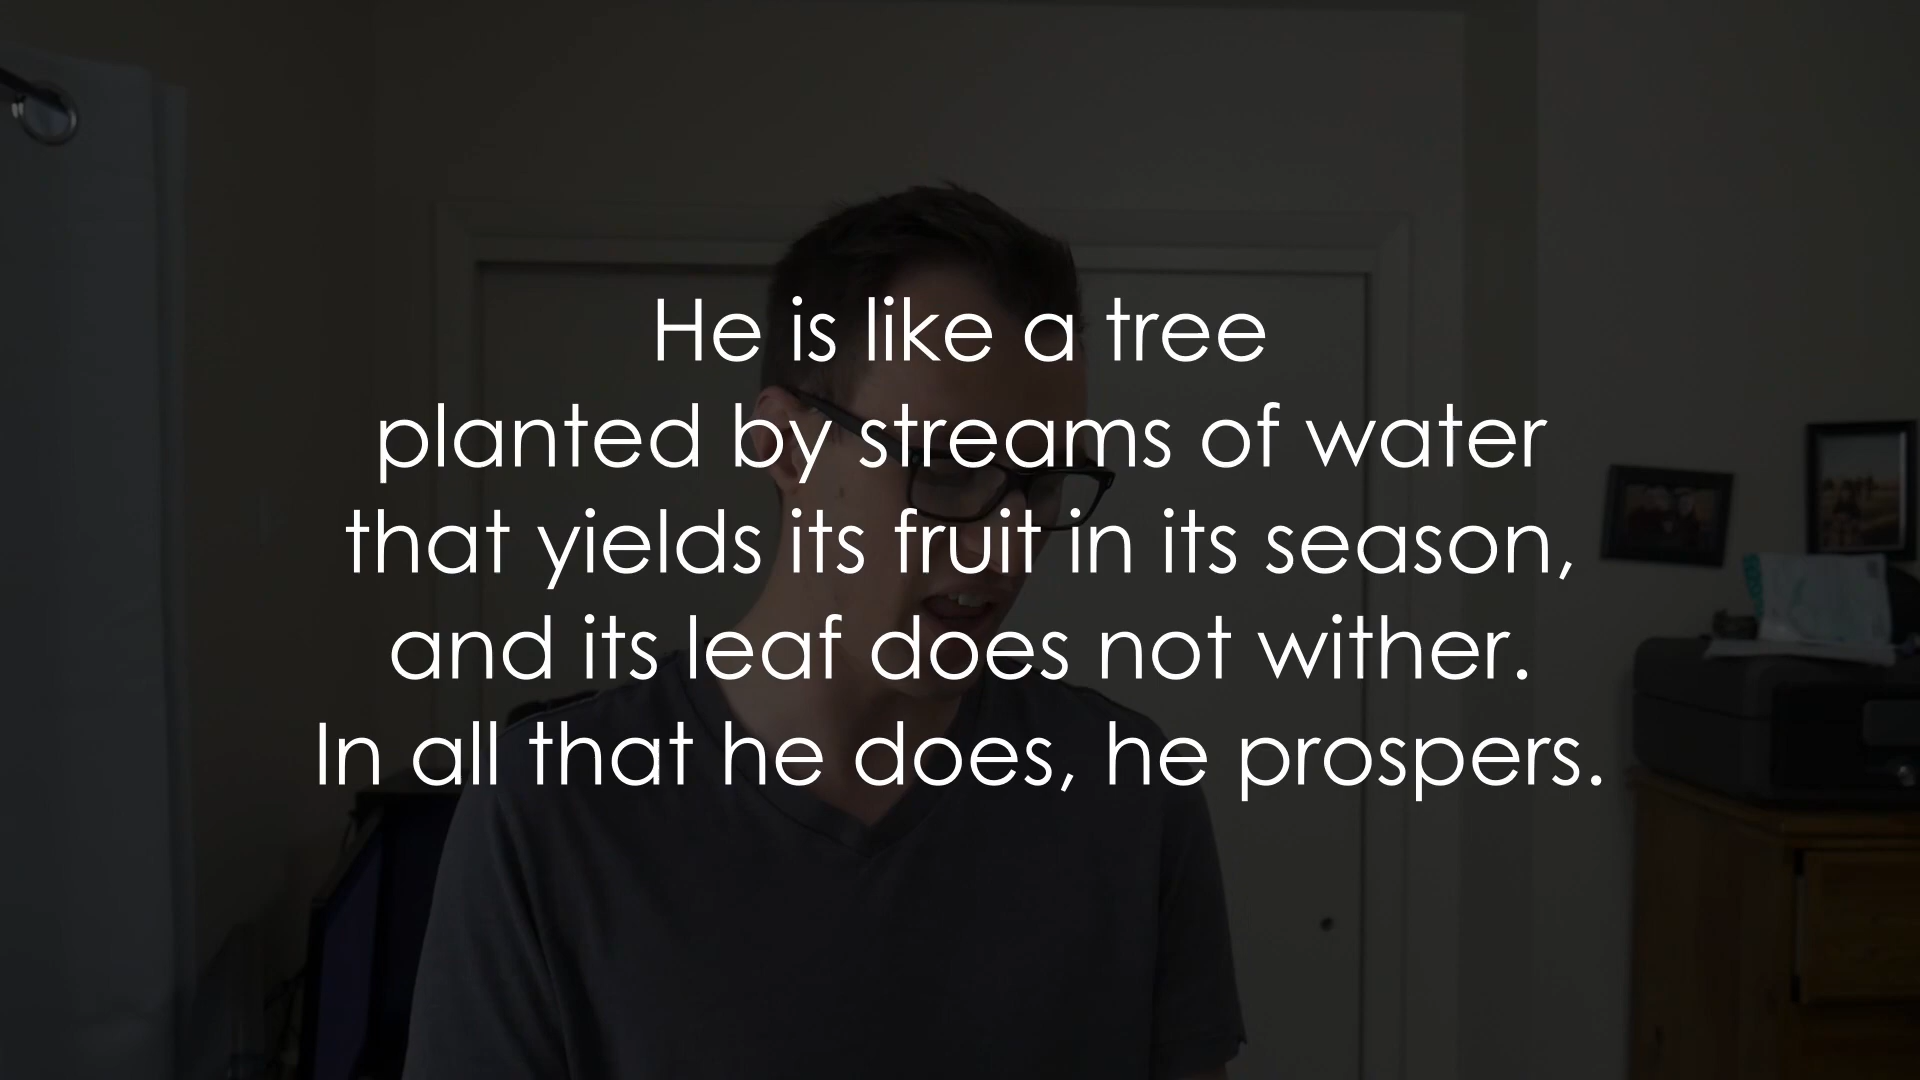 He is like a tree
planted by streams of water
that yields its fruit in its season,
and its leaf does not wither.
In all that he does, he prospers.